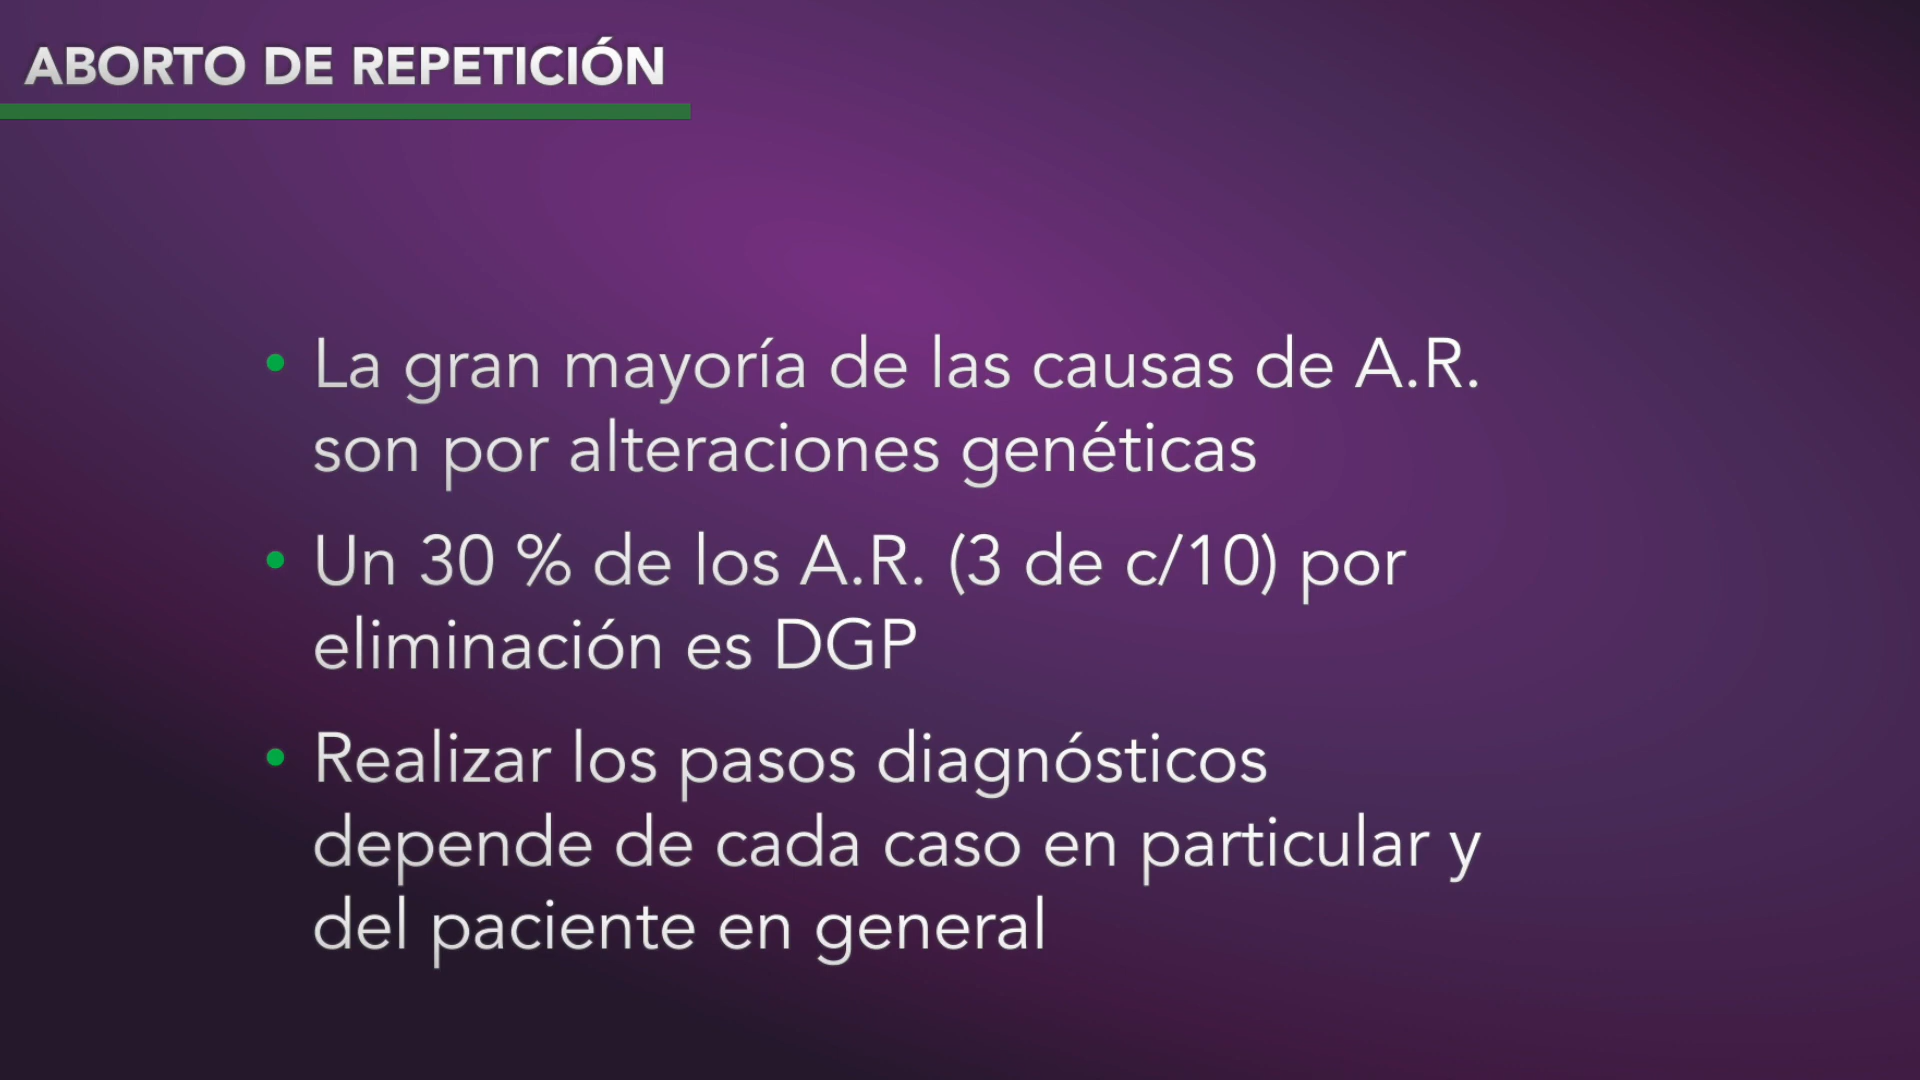 ABORTO DE REPETICIÓN
• La gran mayoría de las causas de A.R.
son por alteraciones genéticas
• Un 30 % de los A.R. (3 de c/10) por
eliminación es DGP
• Realizar los pasos diagnósticos
depende de cada caso en particular y
del paciente en general